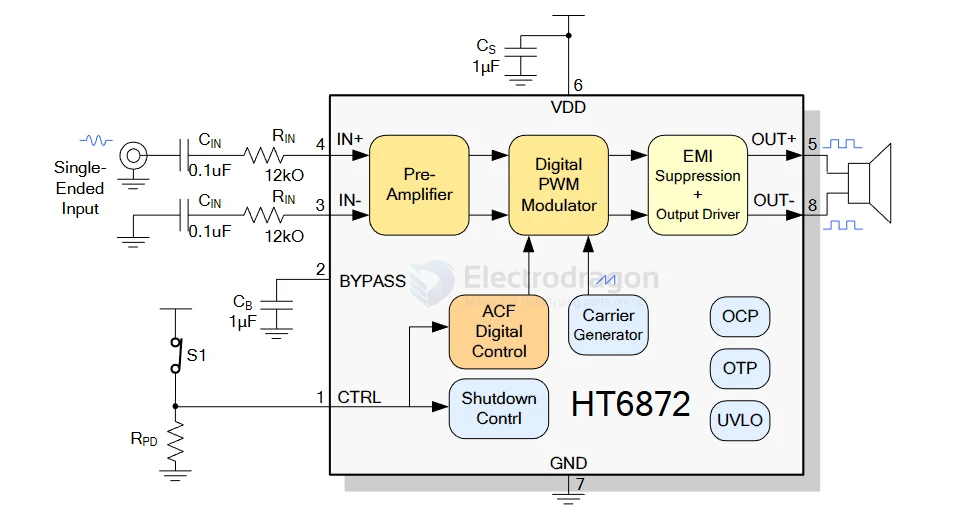 CS
1µF
6
VDD
Single-
Ended
Input
CIN
0.1uF
RIN
12kO
4
IN+
Pre-
Amplifier
Digital
PWM
Modulator
EMI
Suppression
+
Output Driver
OUT+
5
CIN
0.1uF
RIN
12kO
3
IN-
OUT-
8
2
BYPASS
Electrodragon
CB
1µF
ACF
Digital
Control
Carrier
Generator
OCP
OTP
UVLO
S1
1
CTRL
Shutdown
Contrl
HT6872
RPD
GND
7